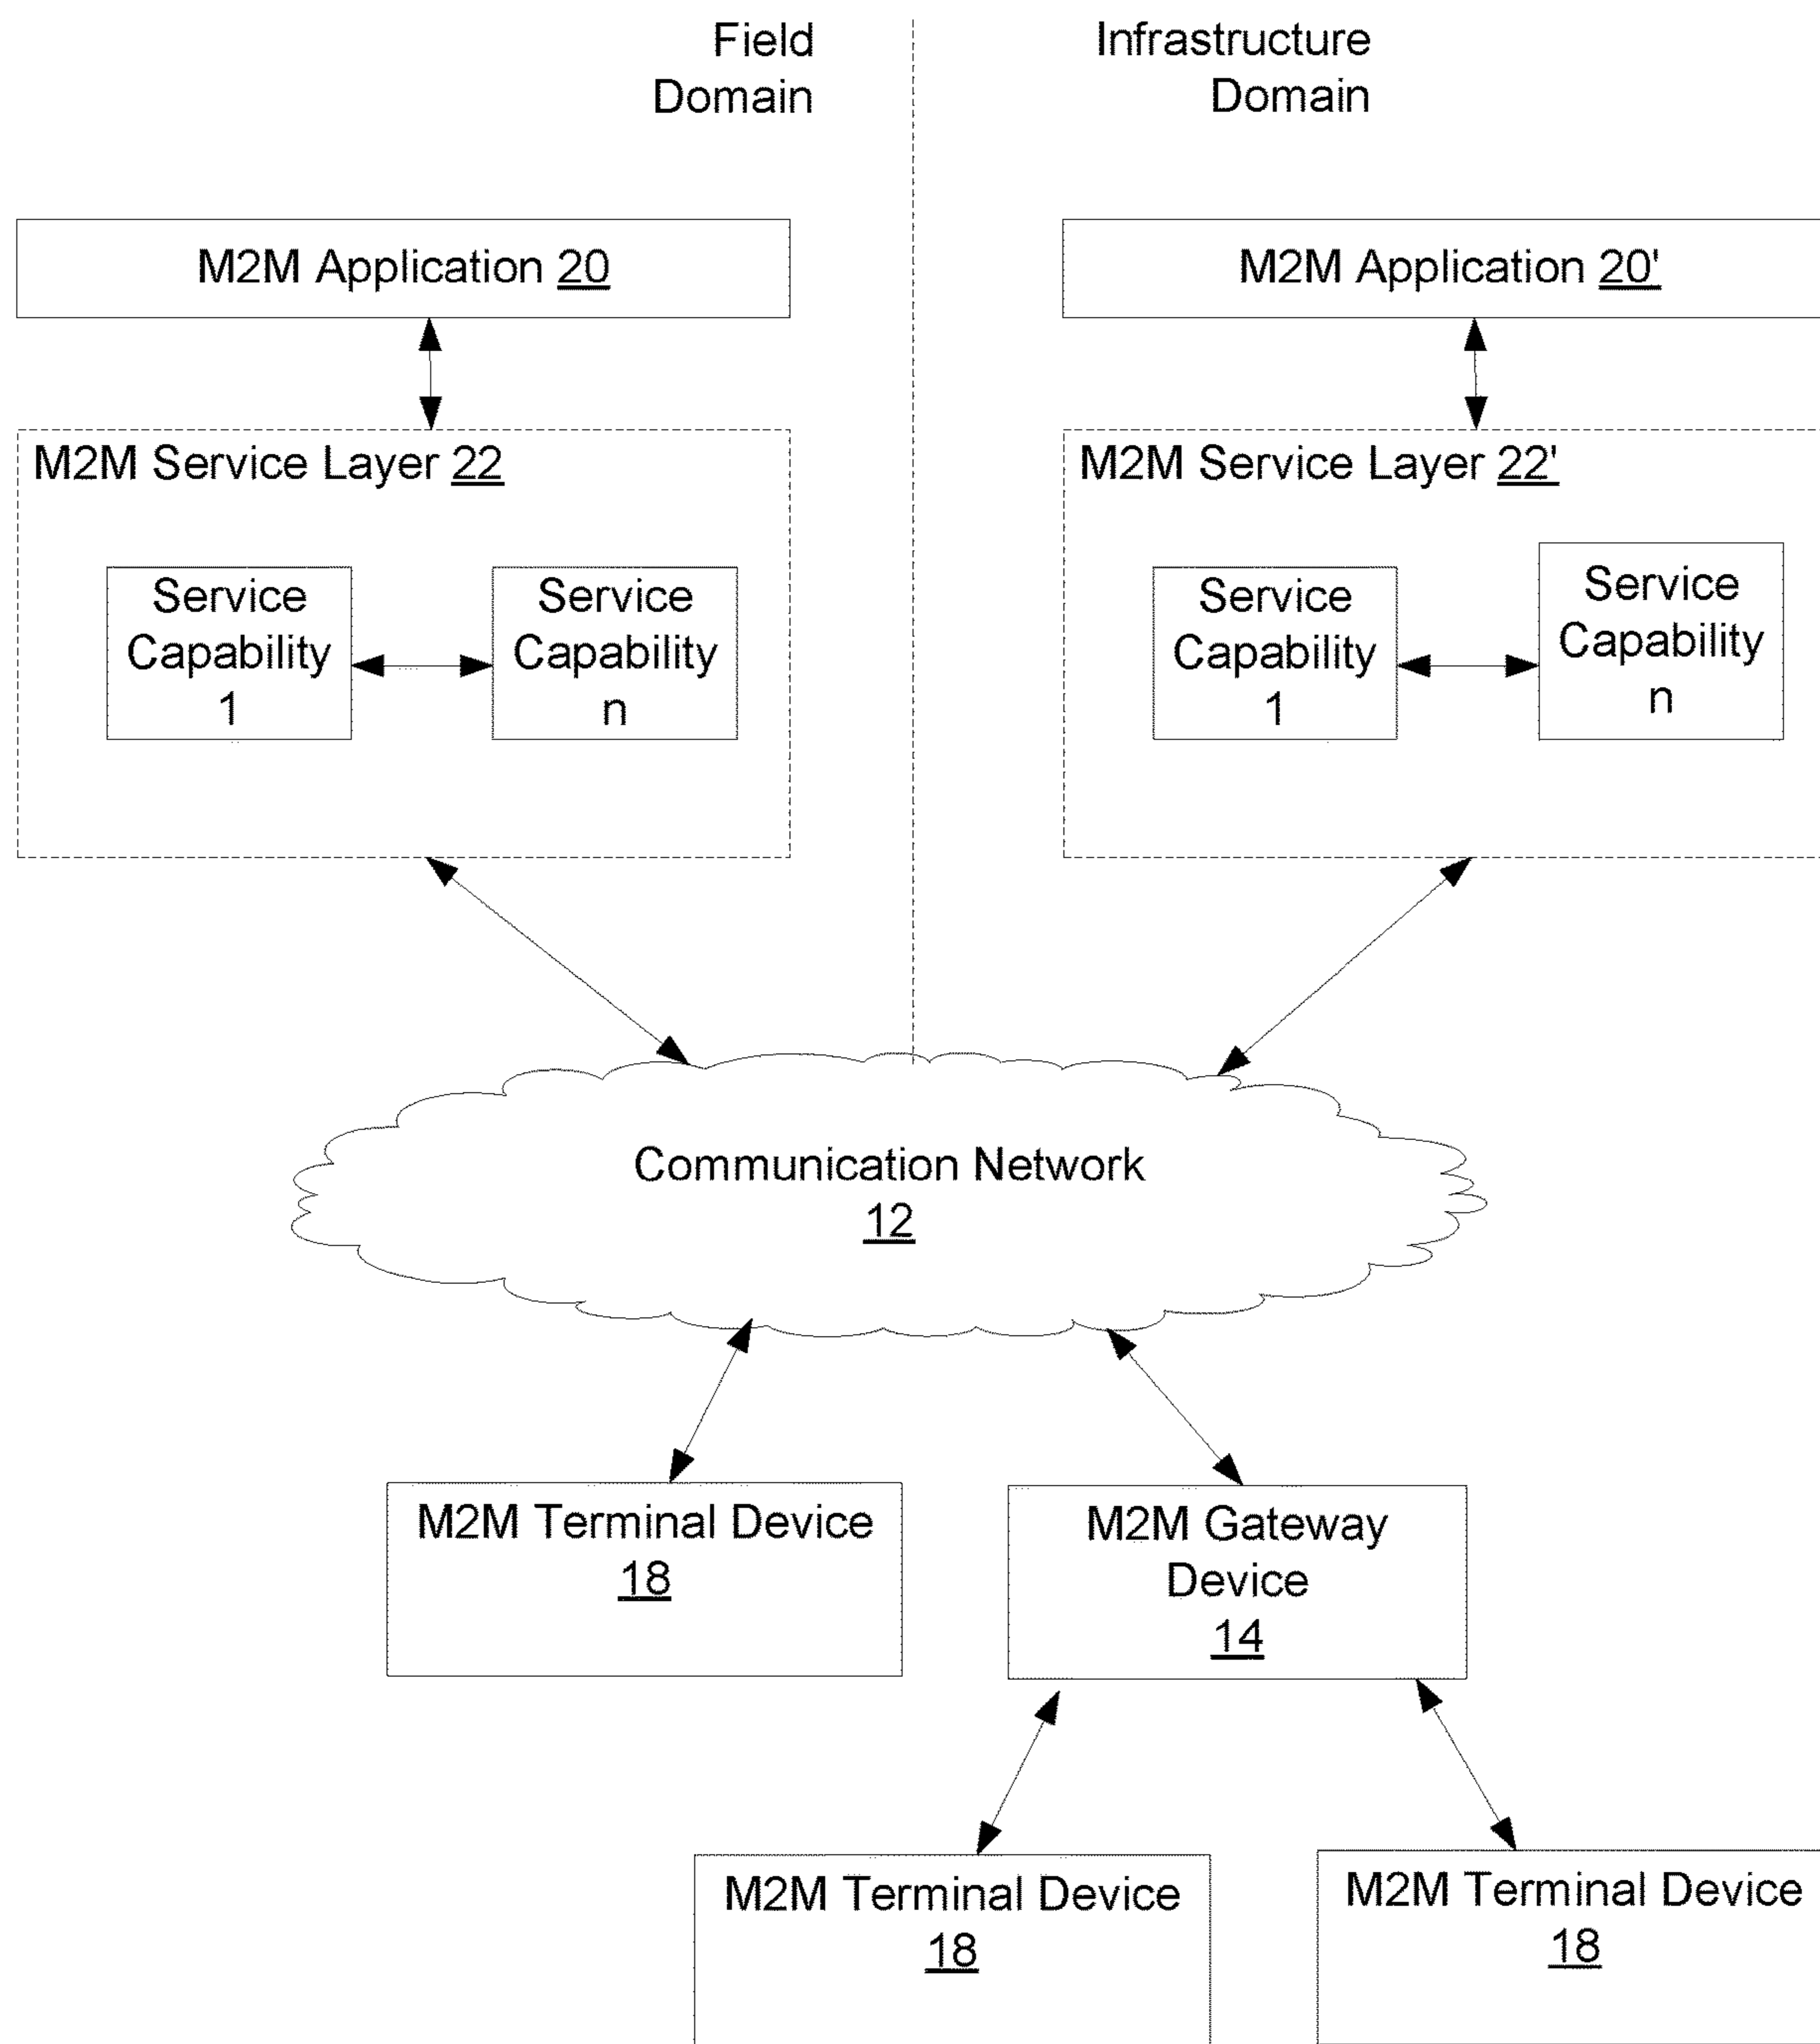 Field
Domain
Infrastructure
Domain
M2M Application 20
M2M Application 20'
M2M Service Layer 22
Service
Capability
1
Service
Capability
n
M2M Service Layer 22'
Service
Capability
1
Service
Capability
n
Communication Network
12
M2M Terminal Device
18
M2M Gateway
Device
14
M2M Terminal Device
18
M2M Terminal Device
18